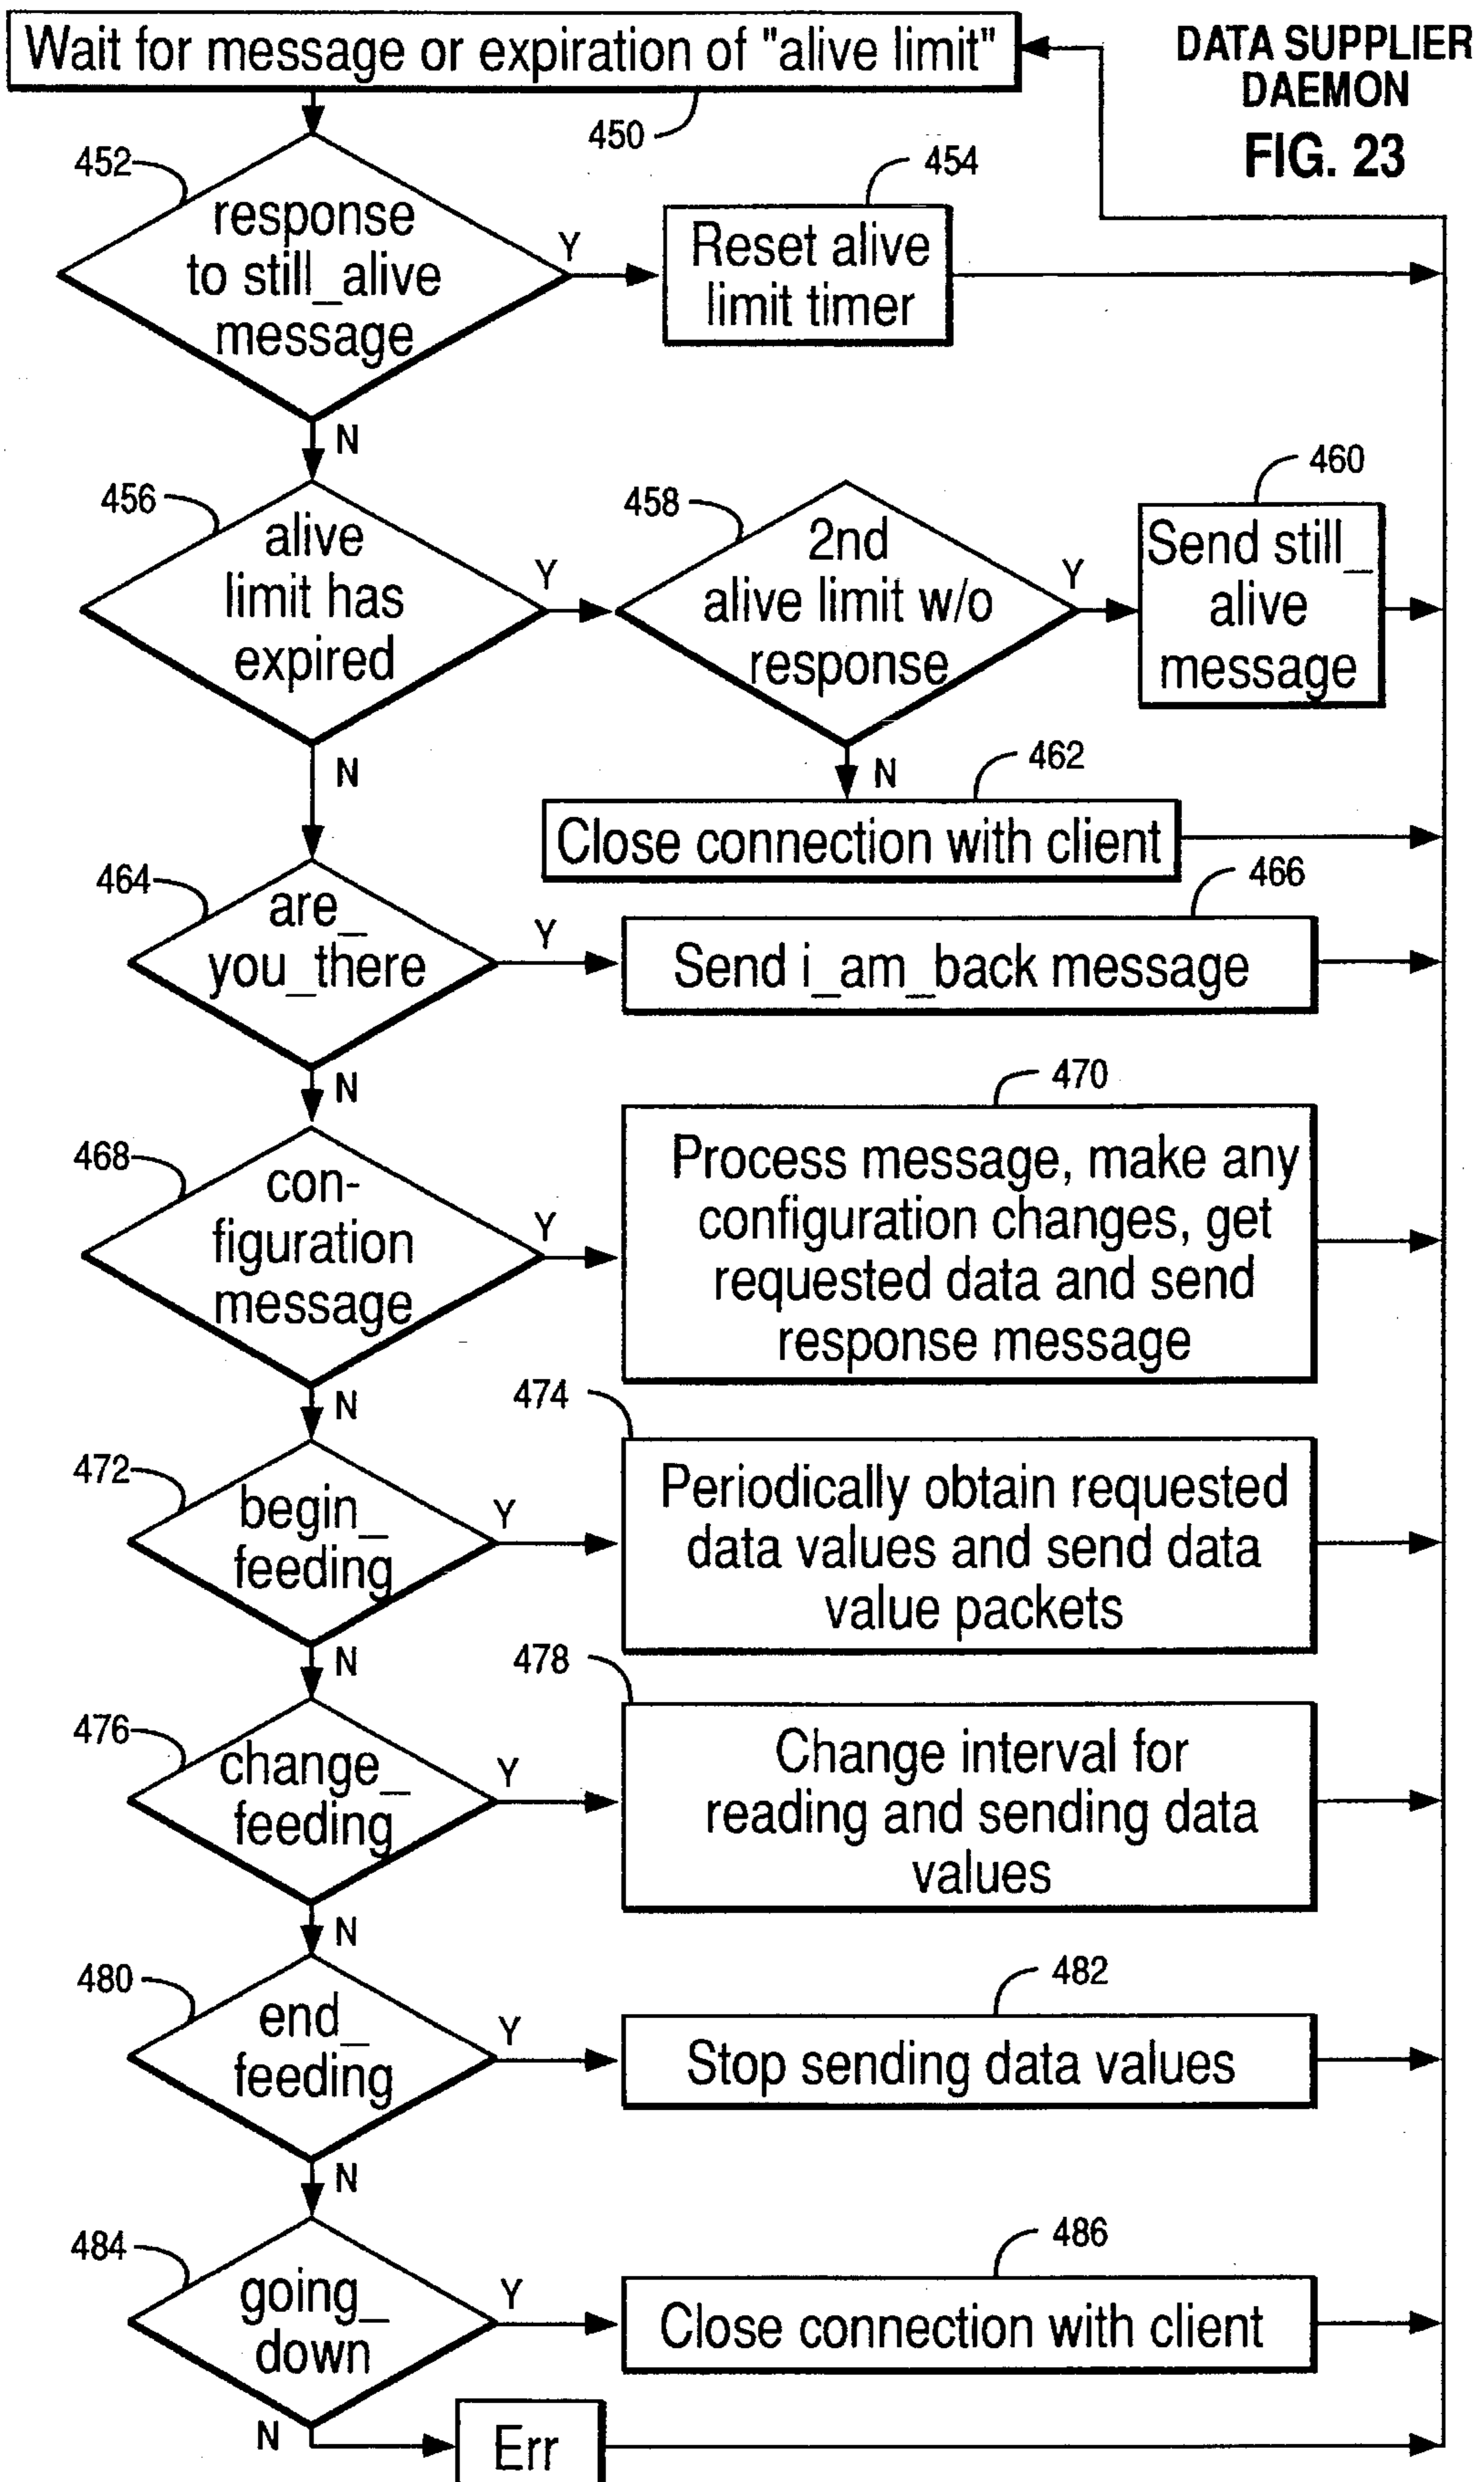 Wait for message or expiration of "alive limit"
DATA SUPPLIER
DAEMON
FIG. 23
450
452
response
to still_alive
message
Y
454
Reset alive
limit timer
N
456
alive
limit has
expired
Y
458
2nd
alive limit w/o
response
Y
460
Send still_
alive
message
N
N
462
Close connection with client
464
are_
you_there
Y
466
Send i_am_back message
N
468
con-
figuration
message
Y
470
Process message, make any
configuration changes, get
requested data and send
response message
N
472
begin_
feeding
Y
474
Periodically obtain requested
data values and send data
value packets
N
476
change_
feeding
Y
478
Change interval for
reading and sending data
values
N
480
end_
feeding
Y
482
Stop sending data values
N
484
going_
down
Y
486
Close connection with client
N
Err